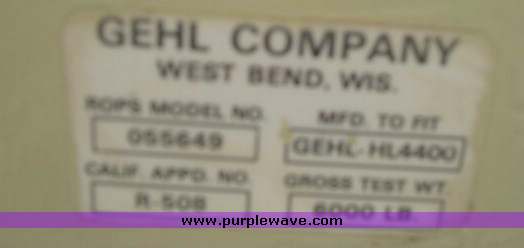 GEHL COMPANY
WEST BEND, WIS.
ROPS MODEL NO. MFD. TO FIT
055649 GEHL-HL4400
CALIF. APPD. NO. GROSS TEST WT.
R-508 6000 LB.
www.purplewave.com